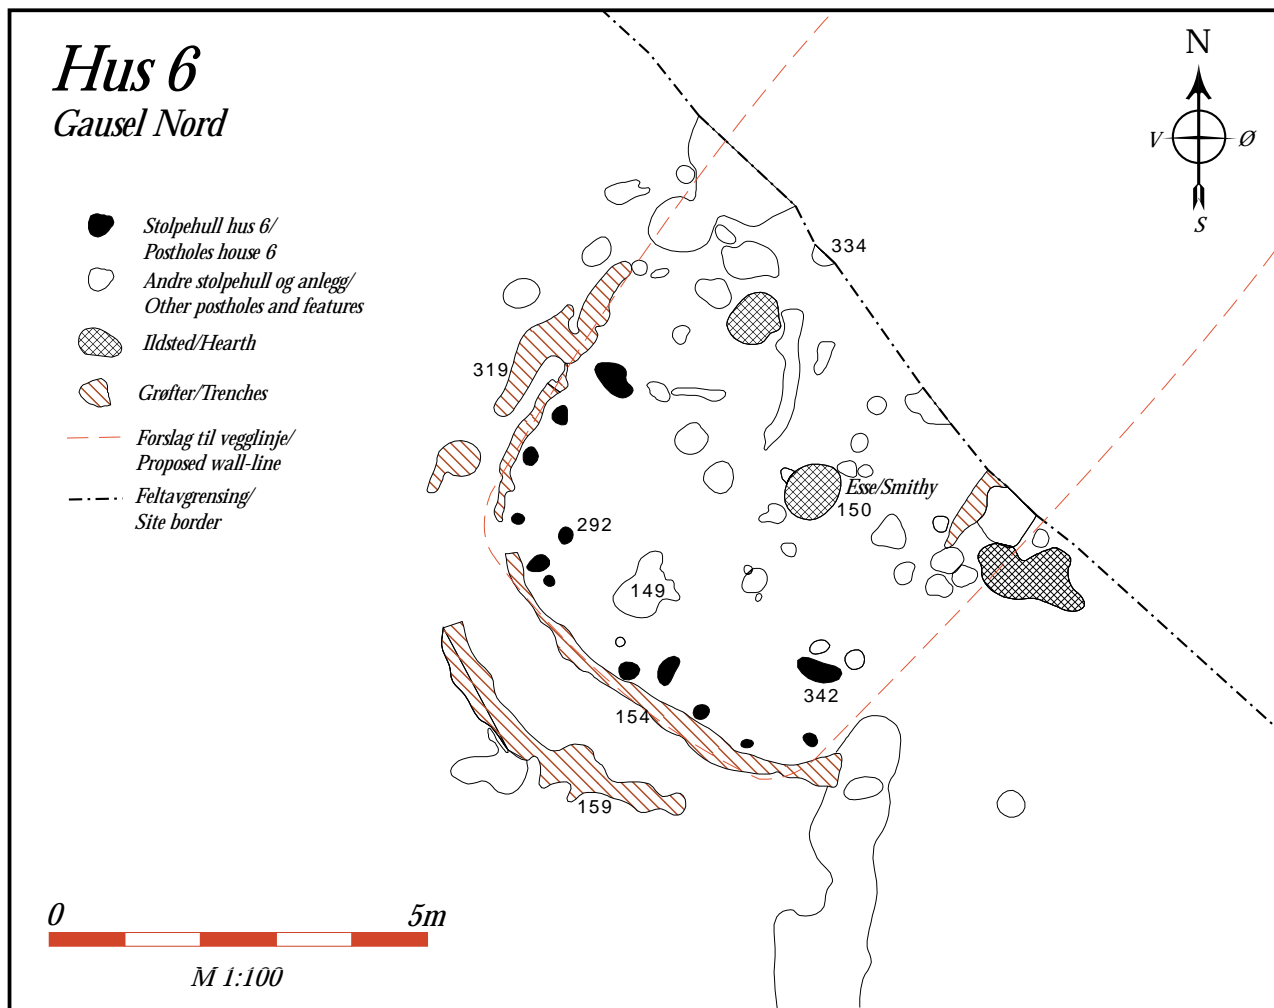 Hus 6
Gausel Nord
N
V
Ø
S
Stolpehull hus 6/
Postholes house 6
Andre stolpehull og anlegg/
Other postholes and features
Ildsted/Hearth
Grøfter/Trenches
Forslag til vegglinje/
Proposed wall-line
Feltavgrensing/
Site border
334
319
Esse/Smithy
150
292
149
342
154
159
0
5m
M 1:100